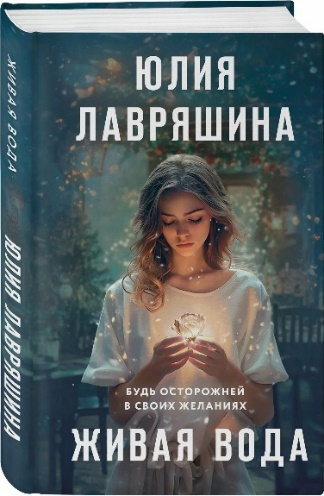 ЮЛИЯ
ЛАВРЯШИНА
БУДЬ ОСТОРОЖНЕЙ
В СВОИХ ЖЕЛАНИЯХ
ЖИВАЯ ВОДА
ЖИВАЯ ВОДА
ЮЛИЯ ЛАВРЯШИНА